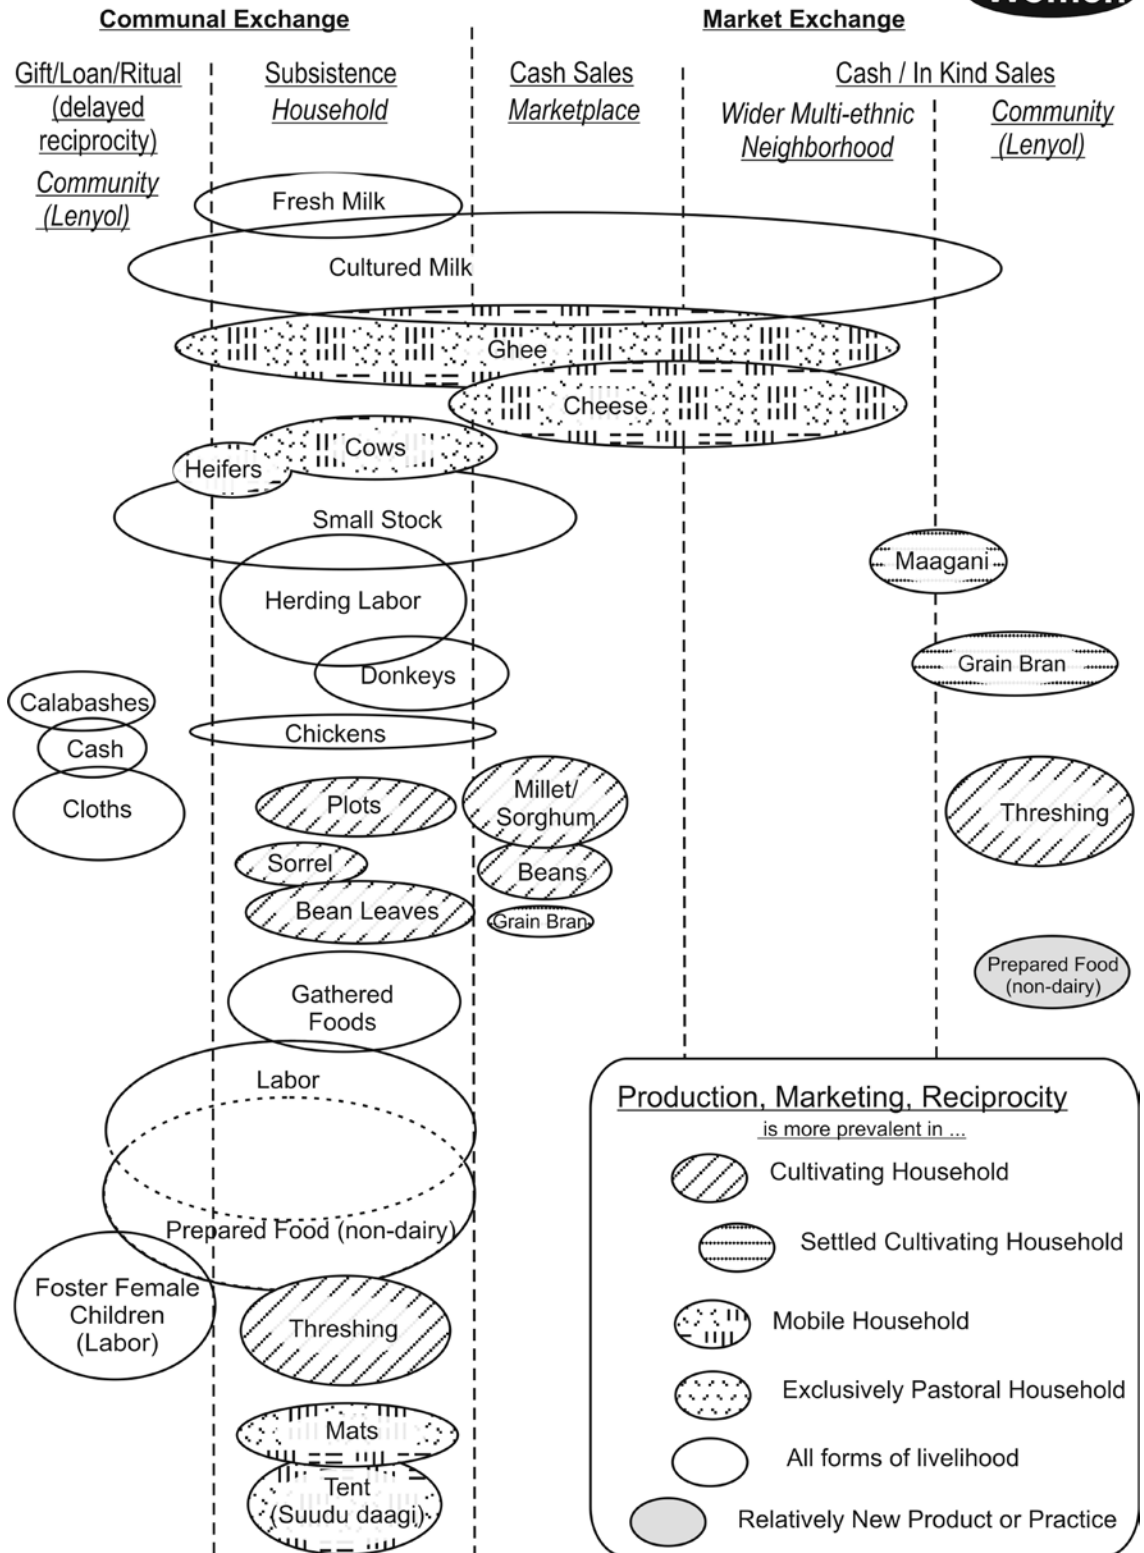 Women
Communal Exchange
Market Exchange
Gift/Loan/Ritual
(delayed
reciprocity)
Community
(Lenyol)
Subsistence
Household
Cash Sales
Marketplace
Cash / In Kind Sales
Wider Multi-ethnic
Neighborhood
Community
(Lenyol)
Fresh Milk
Cultured Milk
Ghee
Cheese
Cows
Heifers
Small Stock
Maagani
Herding Labor
Grain Bran
Donkeys
Calabashes
Cash
Cloths
Chickens
Plots
Millet/
Sorghum
Threshing
Sorrel
Beans
Bean Leaves
Grain Bran
Gathered
Foods
Prepared Food
(non-dairy)
Labor
Prepared Food (non-dairy)
Foster Female
Children
(Labor)
Threshing
Mats
Tent
(Suudu daagi)
Production, Marketing, Reciprocity
is more prevalent in ...
Cultivating Household
Settled Cultivating Household
Mobile Household
Exclusively Pastoral Household
All forms of livelihood
Relatively New Product or Practice